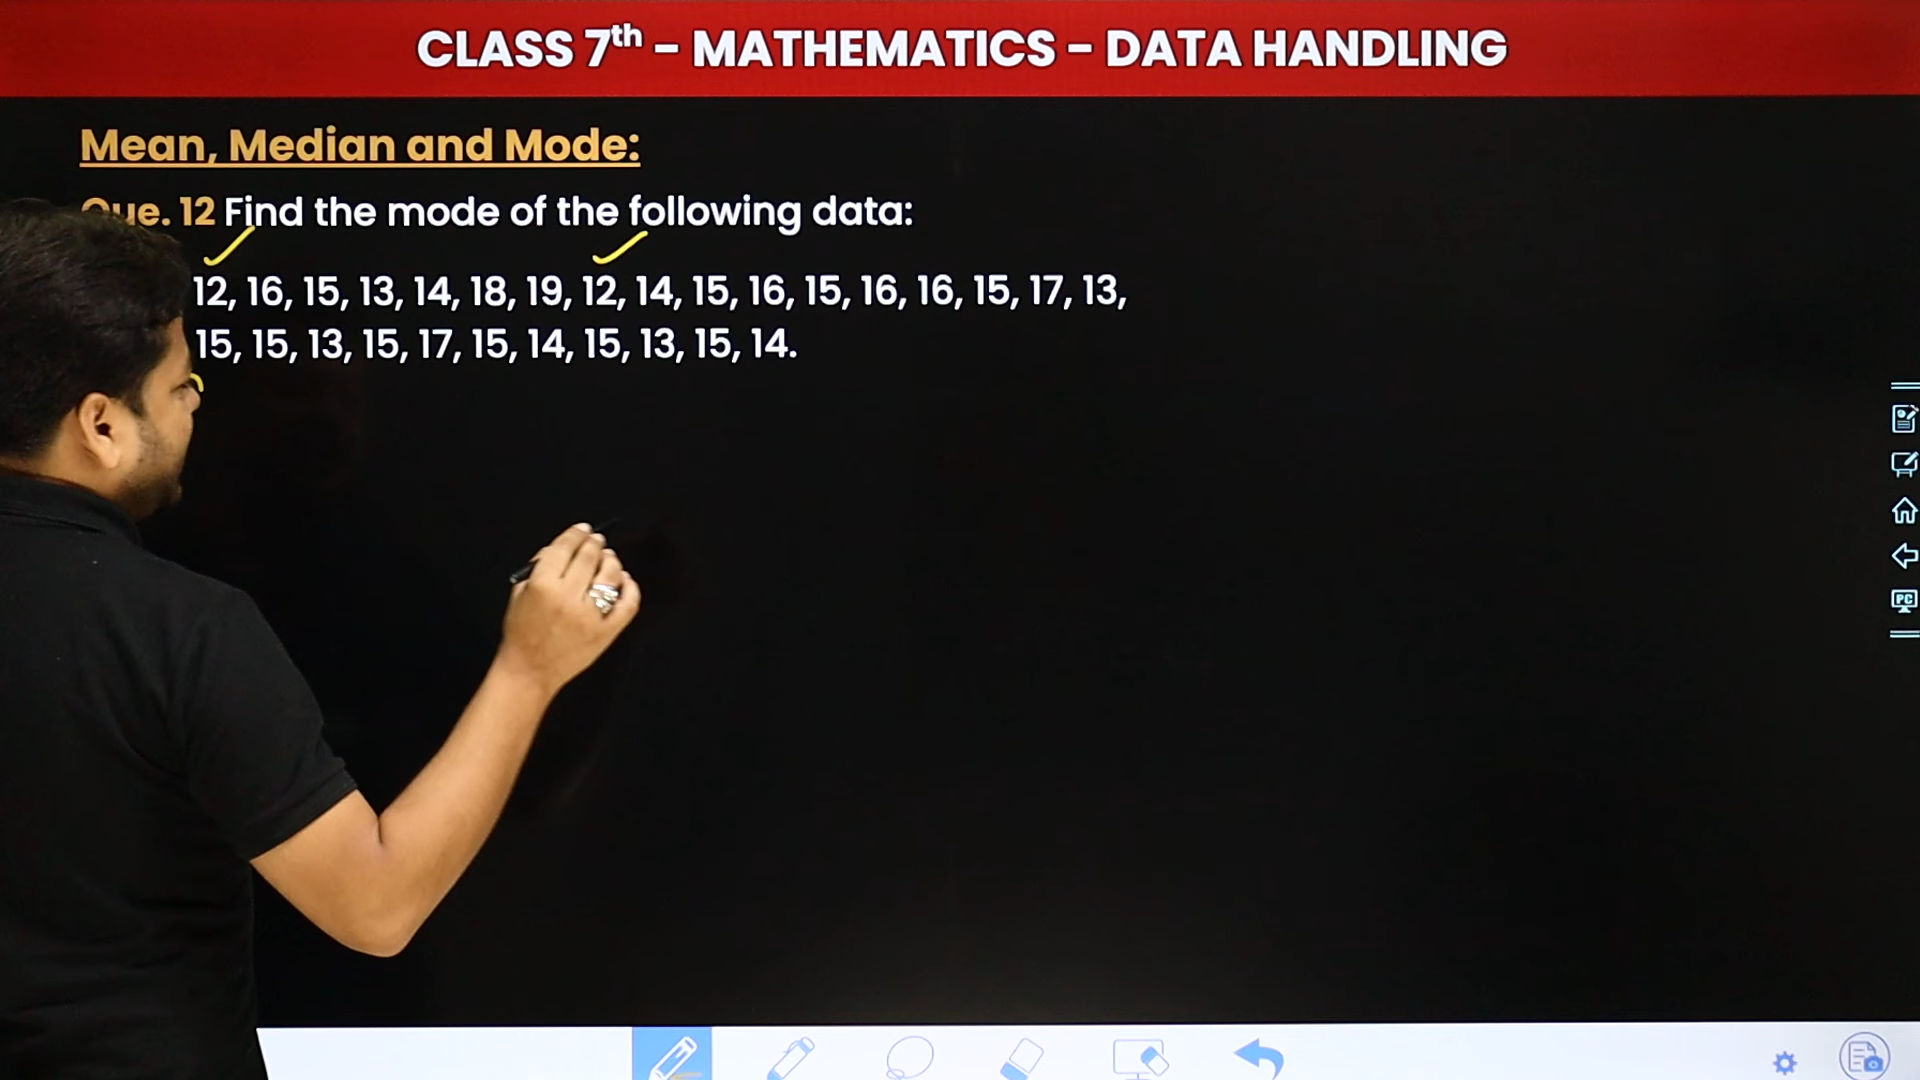 CLASS 7th - MATHEMATICS - DATA HANDLING
Mean, Median and Mode:
Que. 12 Find the mode of the following data:
12, 16, 15, 13, 14, 18, 19, 12, 14, 15, 16, 15, 16, 16, 15, 17, 13,
15, 15, 13, 15, 17, 15, 14, 15, 13, 15, 14.
PC